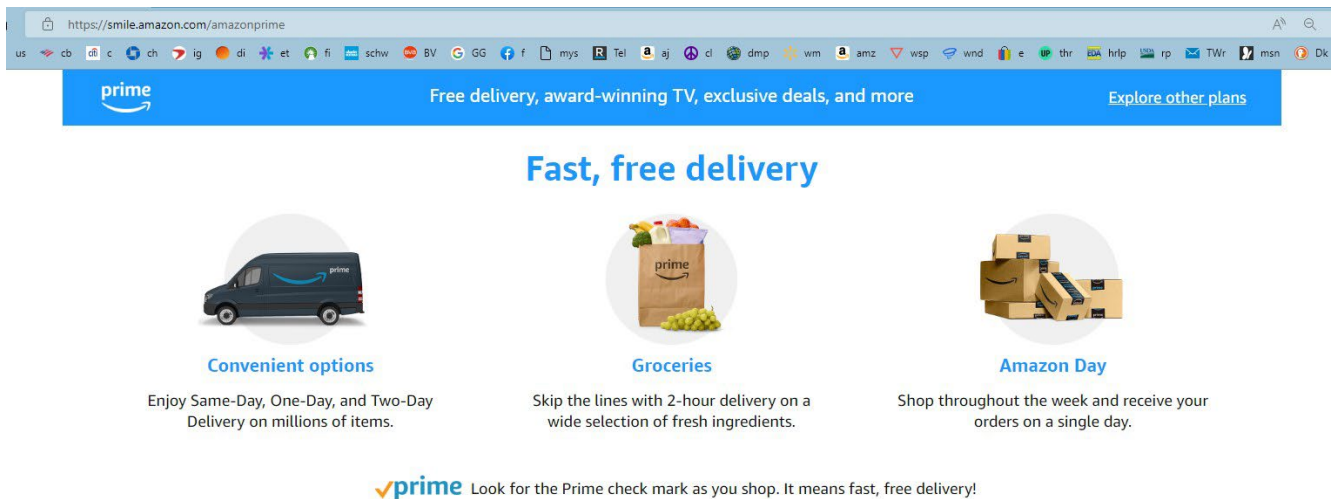 https://smile.amazon.com/amazonprime
us cb citi c ch ig di et fi schw BV GG f mys R Tel a aj cl dmp wm a amz wsp wnd e UP thr EDA hrlp USDA rp TWr msn Dk
prime Free delivery, award-winning TV, exclusive deals, and more Explore other plans
Fast, free delivery
prime
prime
Convenient options Groceries Amazon Day
Enjoy Same-Day, One-Day, and Two-Day Skip the lines with 2-hour delivery on a Shop throughout the week and receive your
Delivery on millions of items. wide selection of fresh ingredients. orders on a single day.
prime Look for the Prime check mark as you shop. It means fast, free delivery!